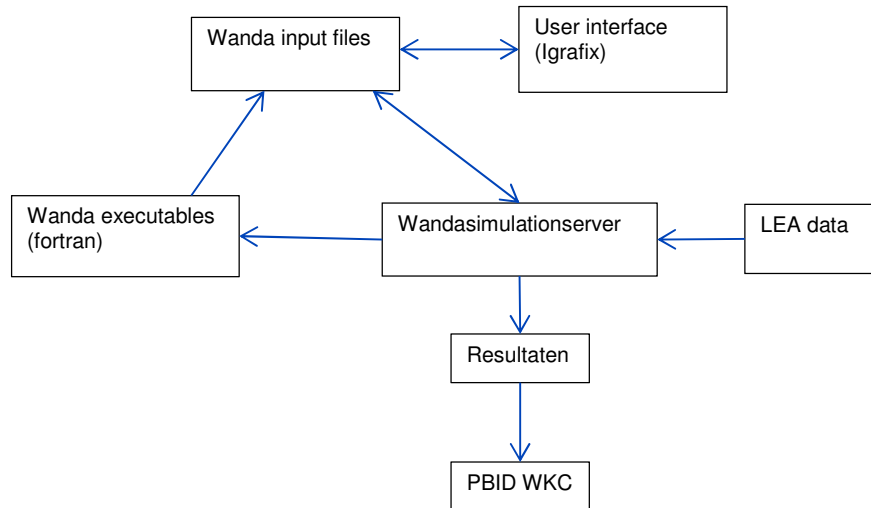 Wanda input files
User interface
(Igrafix)
Wanda executables
(fortran)
Wandasimulationserver
LEA data
Resultaten
PBID WKC